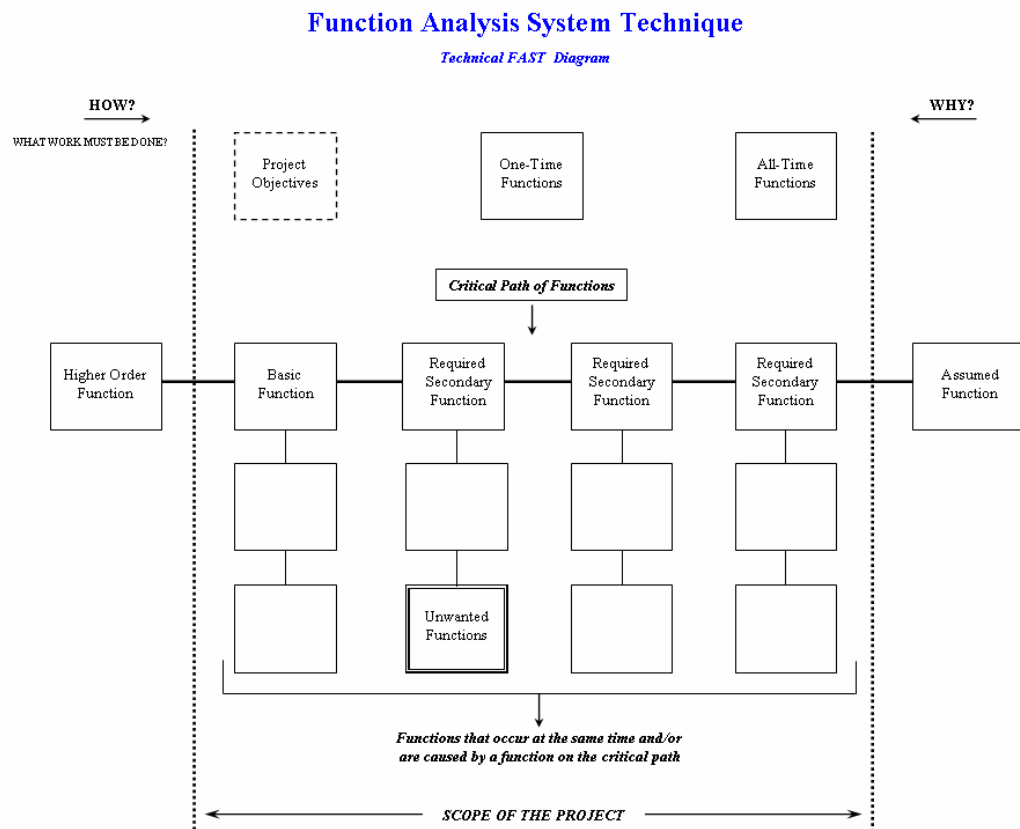 Function Analysis System Technique
Technical FAST Diagram
HOW?
WHY?
WHAT WORK MUST BE DONE?
Project
Objectives
One-Time
Functions
All-Time
Functions
Critical Path of Functions
Higher Order
Function
Basic
Function
Required
Secondary
Function
Required
Secondary
Function
Required
Secondary
Function
Assumed
Function
Unwanted
Functions
Functions that occur at the same time and/or
are caused by a function on the critical path
SCOPE OF THE PROJECT